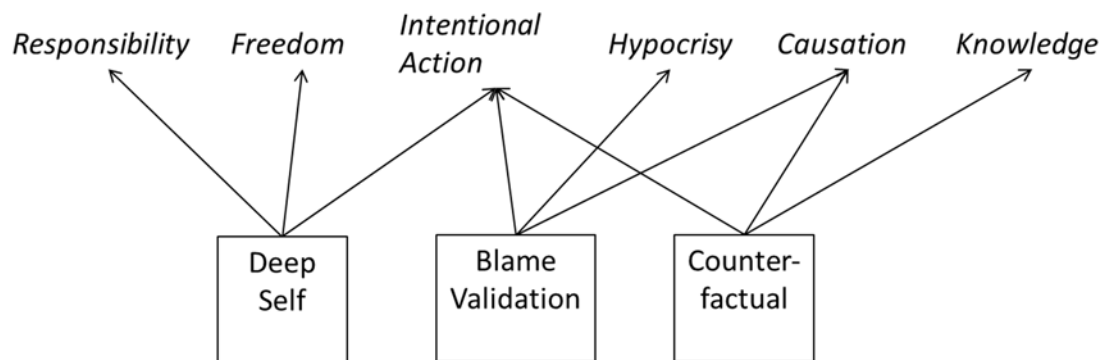 Responsibility
Freedom
Intentional
Action
Hypocrisy
Causation
Knowledge
Deep
Self
Blame
Validation
Counter-
factual